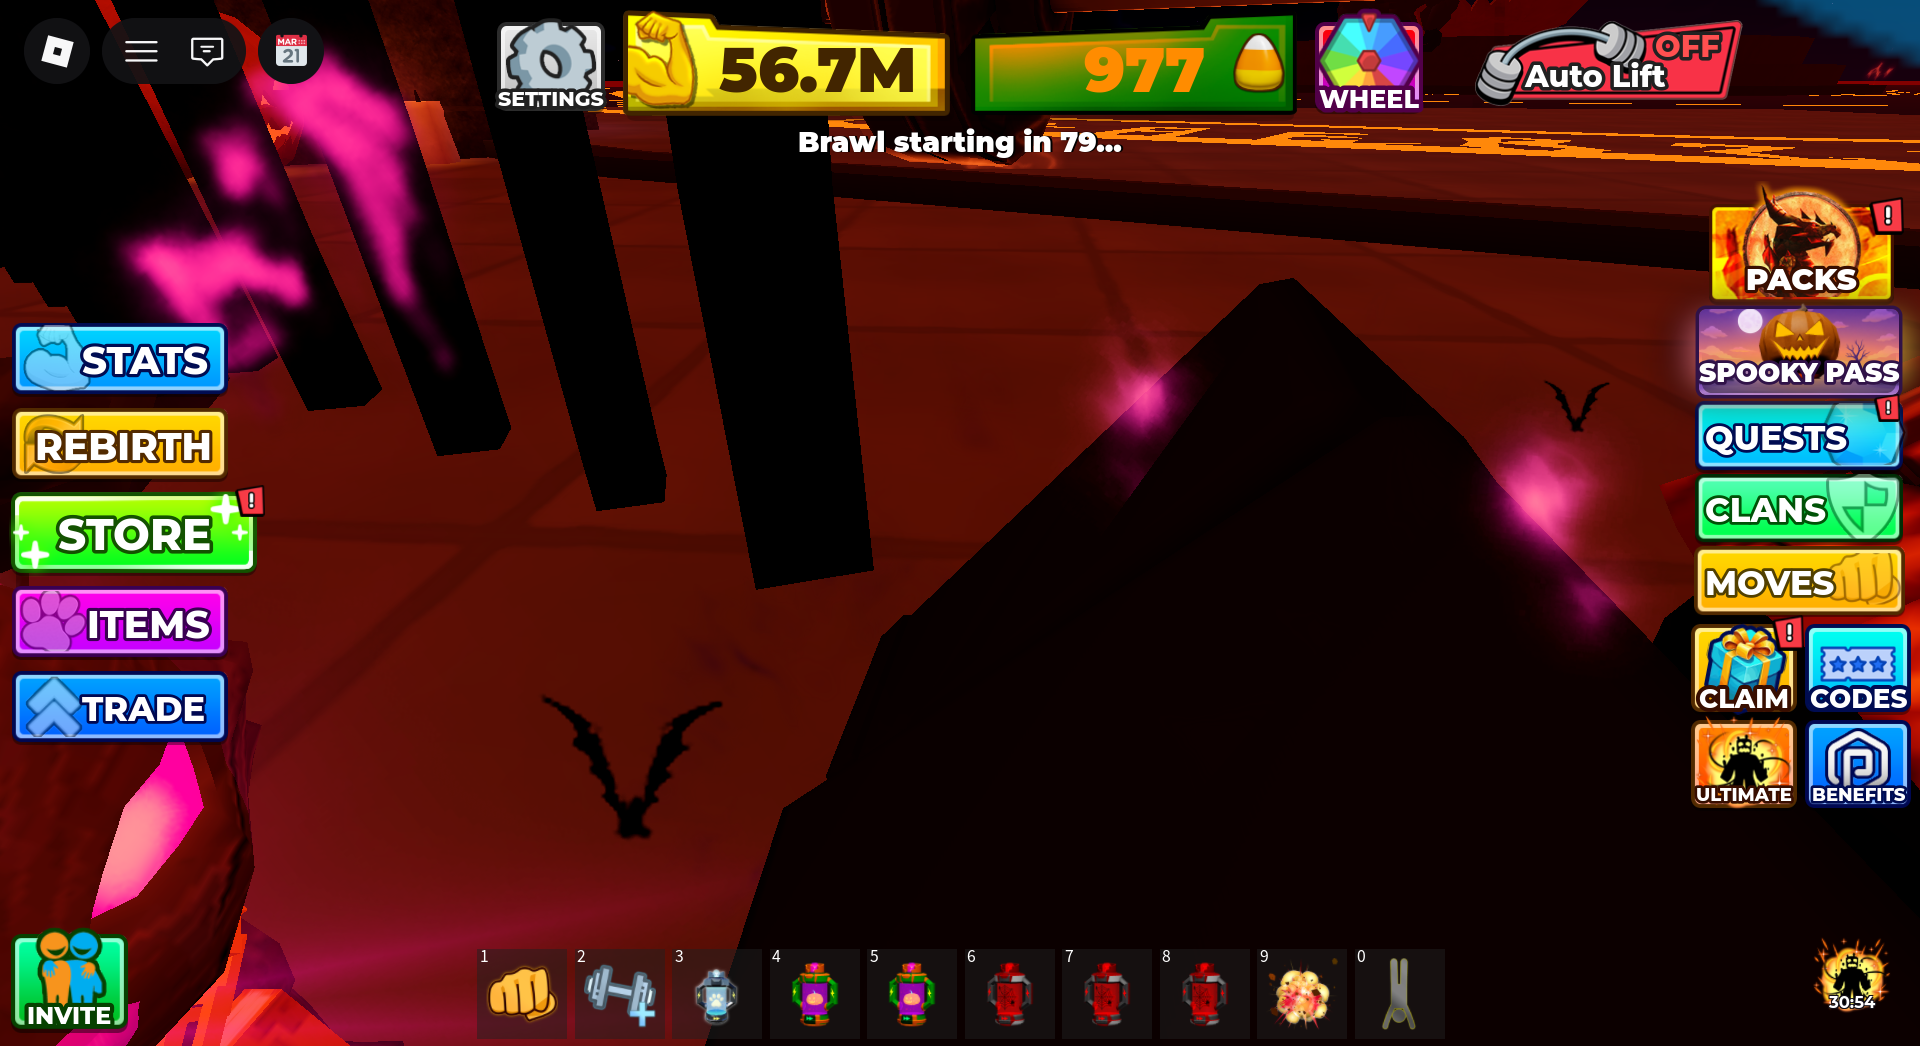 MAR
21
SETTINGS
56.7M
977
WHEEL
OFF
Auto Lift
Brawl starting in 79...
!
PACKS
SPOOKY PASS
!
QUESTS
CLANS
MOVES
!
CLAIM
CODES
ULTIMATE
BENEFITS
STATS
REBIRTH
!
STORE
ITEMS
TRADE
INVITE
1
2
3
4
5
6
7
8
9
0
30:54